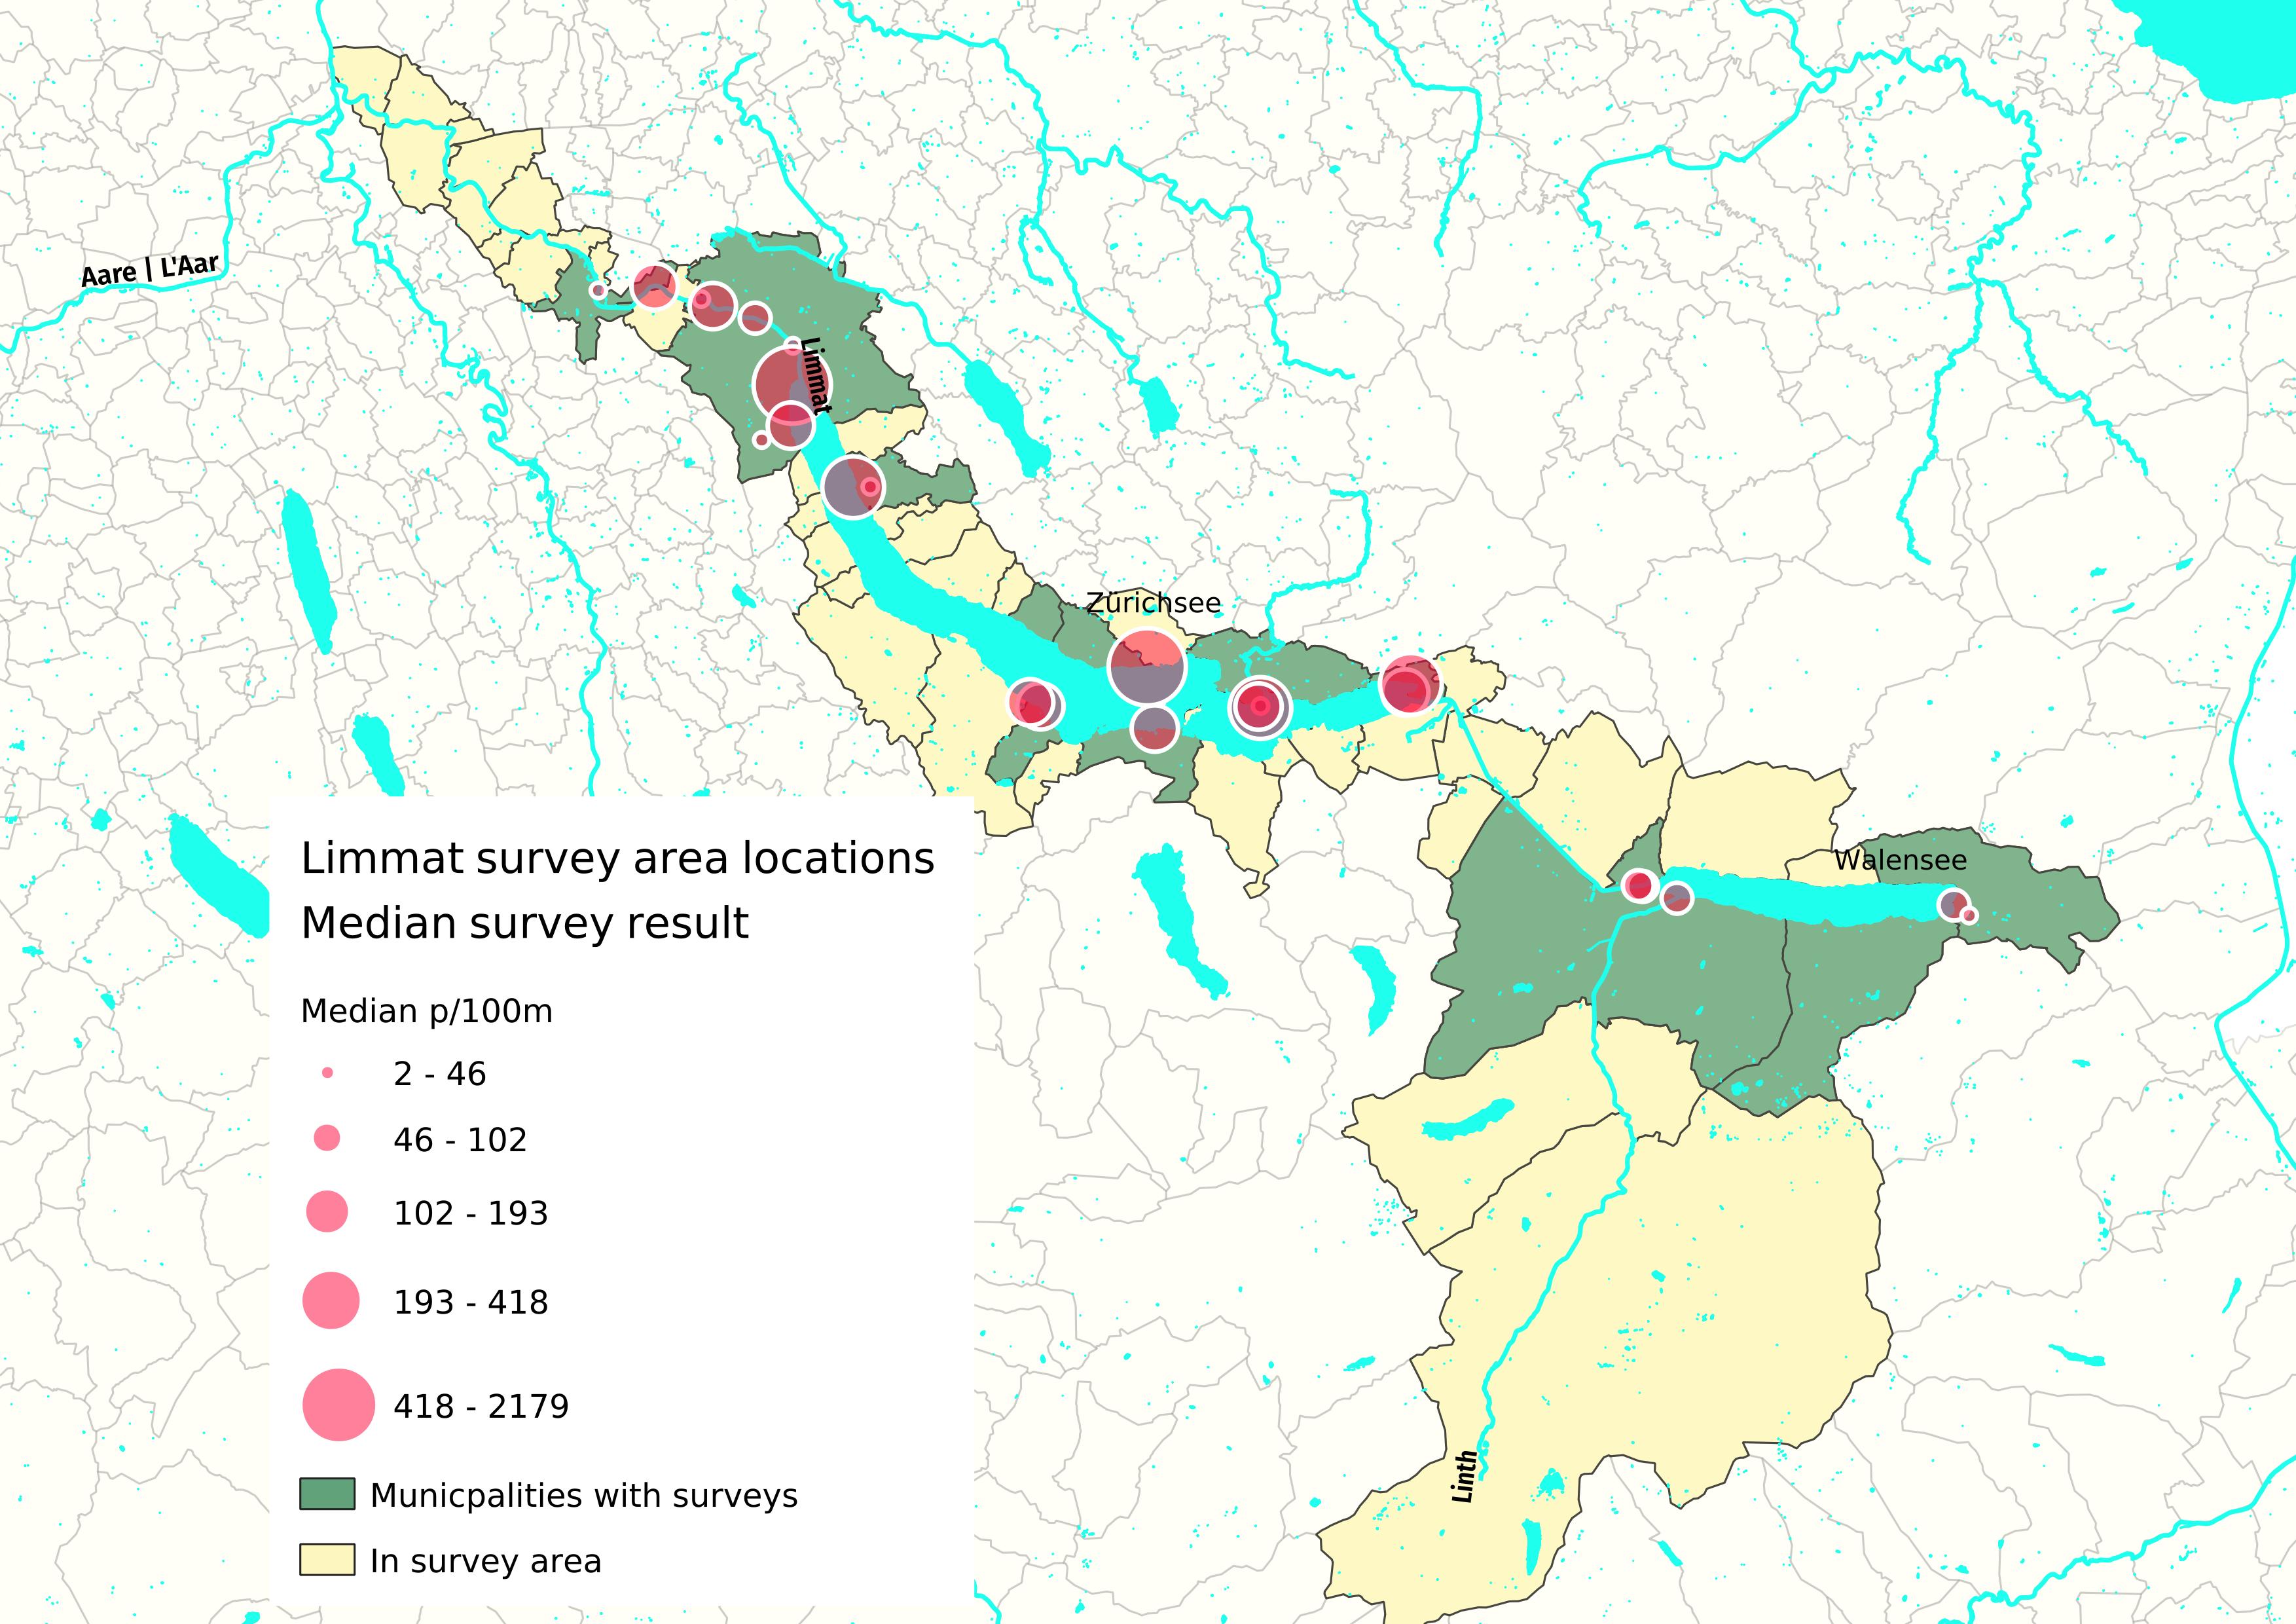 Aare | L'Aar
Limmat
Zürichsee
Walensee
Linth
Limmat survey area locations
Median survey result
Median p/100m
2 - 46
46 - 102
102 - 193
193 - 418
418 - 2179
Municpalities with surveys
In survey area